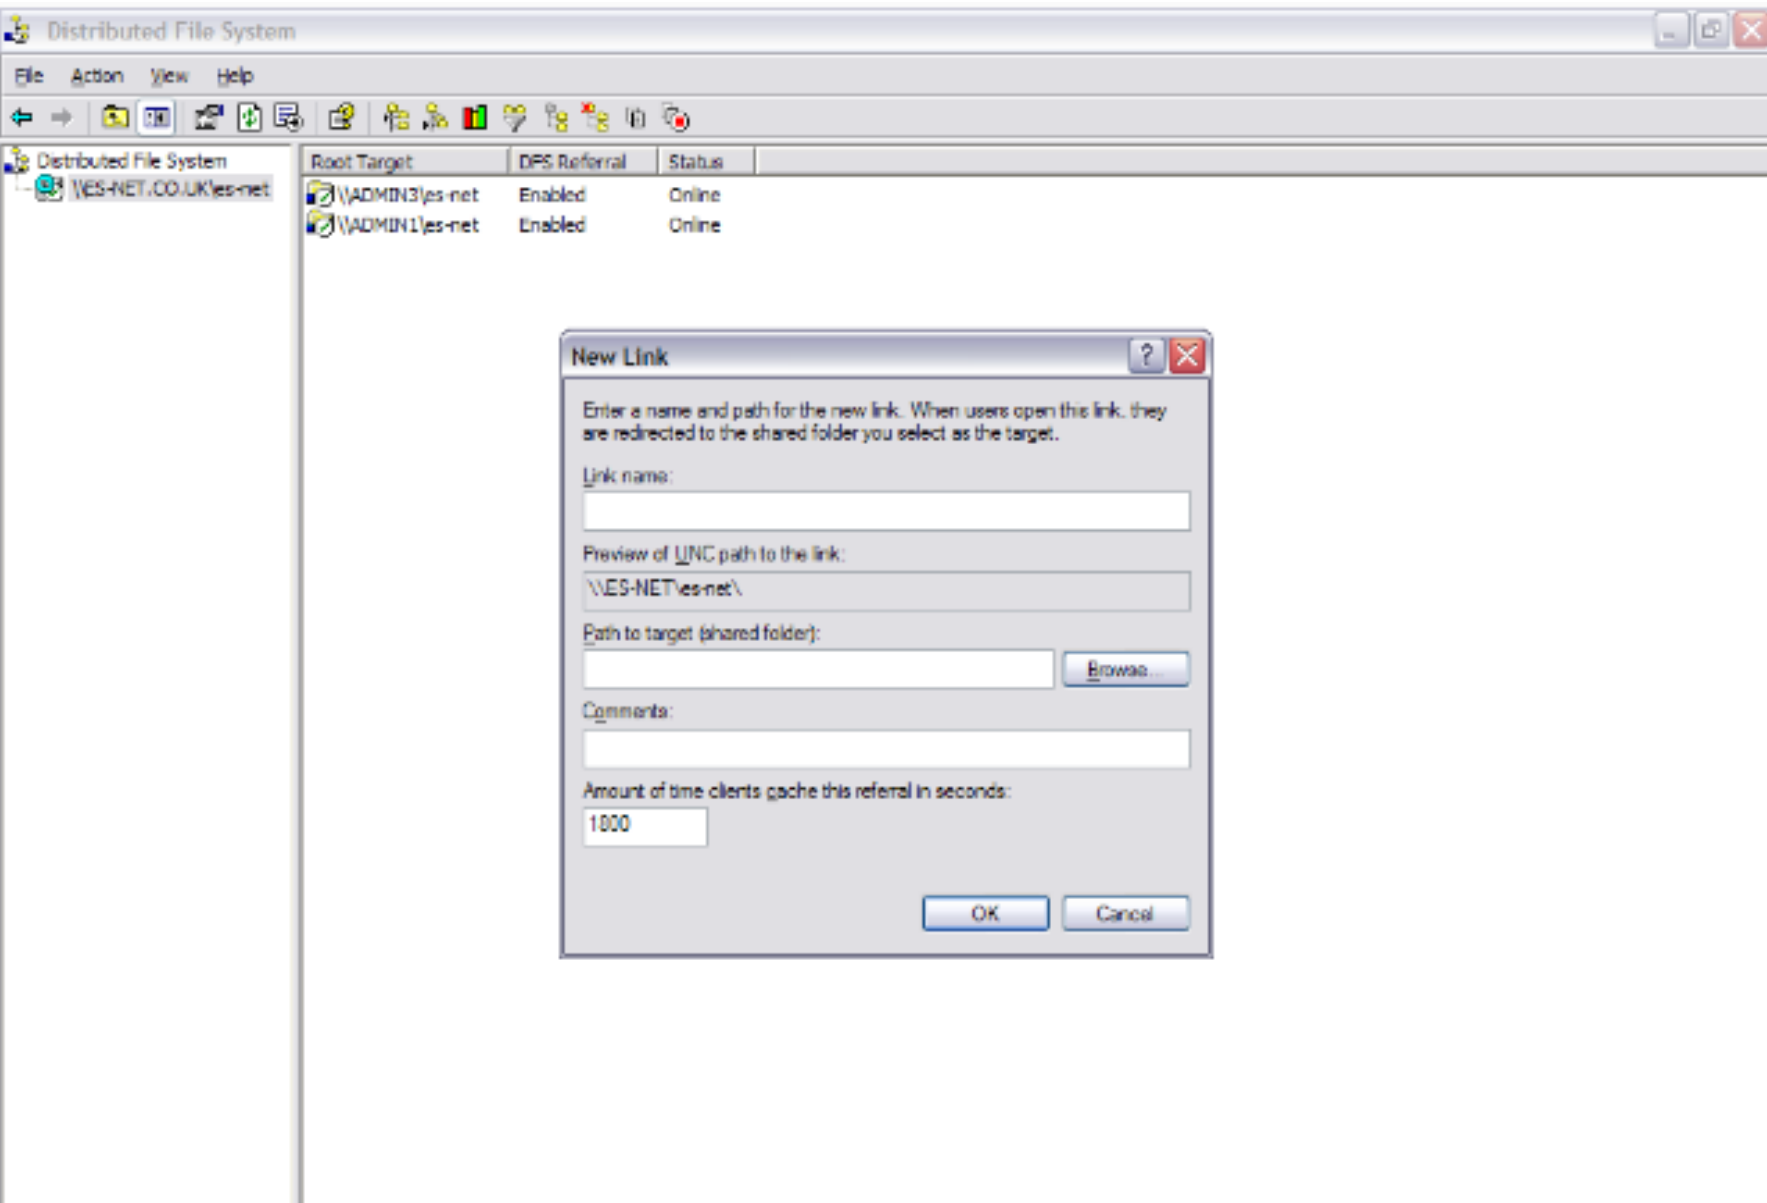 Distributed File System
File Action View Help
Distributed File System
\\ES-NET.CO.UK\es-net
Root Target DFS Referral Status
\\ADMIN3\es-net Enabled Online
\\ADMIN1\es-net Enabled Online
New Link
Enter a name and path for the new link. When users open this link, they
are redirected to the shared folder you select as the target.
Link name:
Preview of UNC path to the link:
\\ES-NET\es-net\
Path to target (shared folder):
Browse...
Comments:
Amount of time clients cache this referral in seconds:
1800
OK Cancel